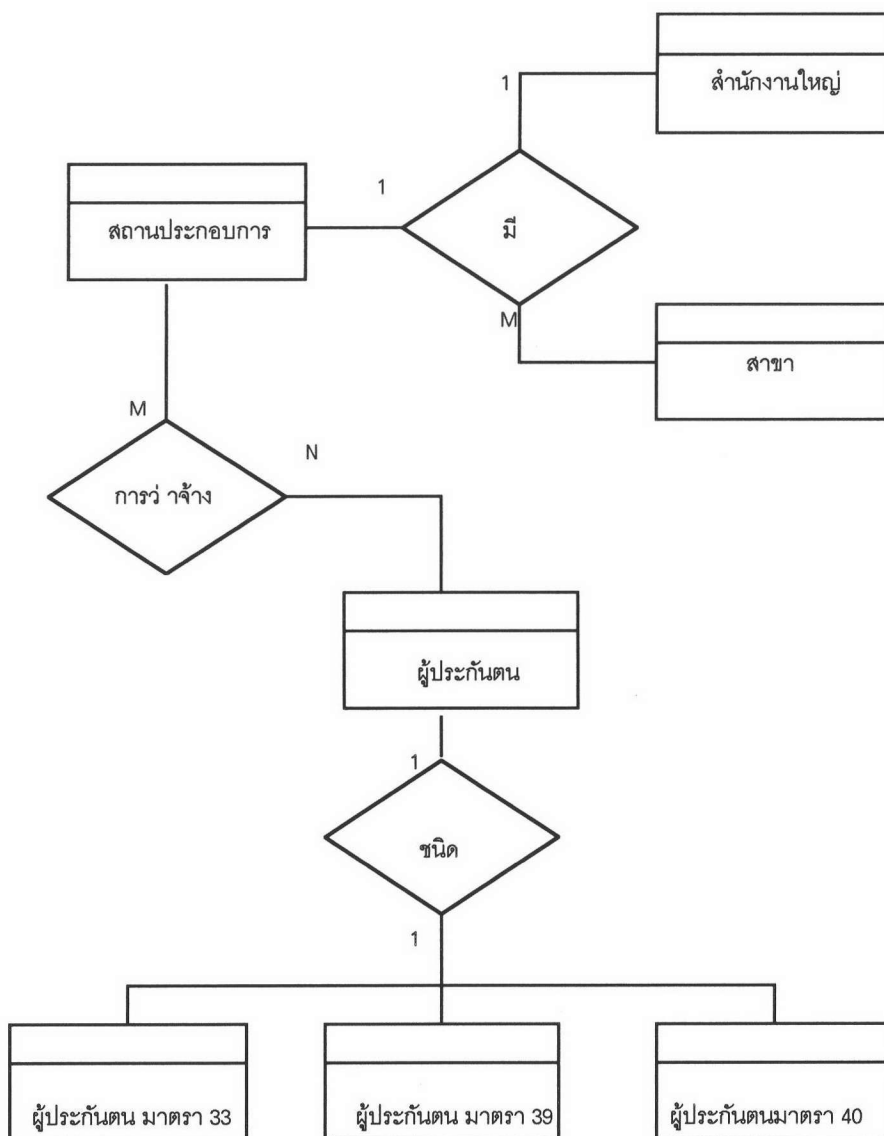 1
สำนักงานใหญ่
1
สถานประกอบการ
มี
M
สาขา
M
N
การว่ าจ้าง
ผู้ประกันตน
1
ชนิด
1
ผู้ประกันตน มาตรา 33
ผู้ประกันตน มาตรา 39
ผู้ประกันตนมาตรา 40